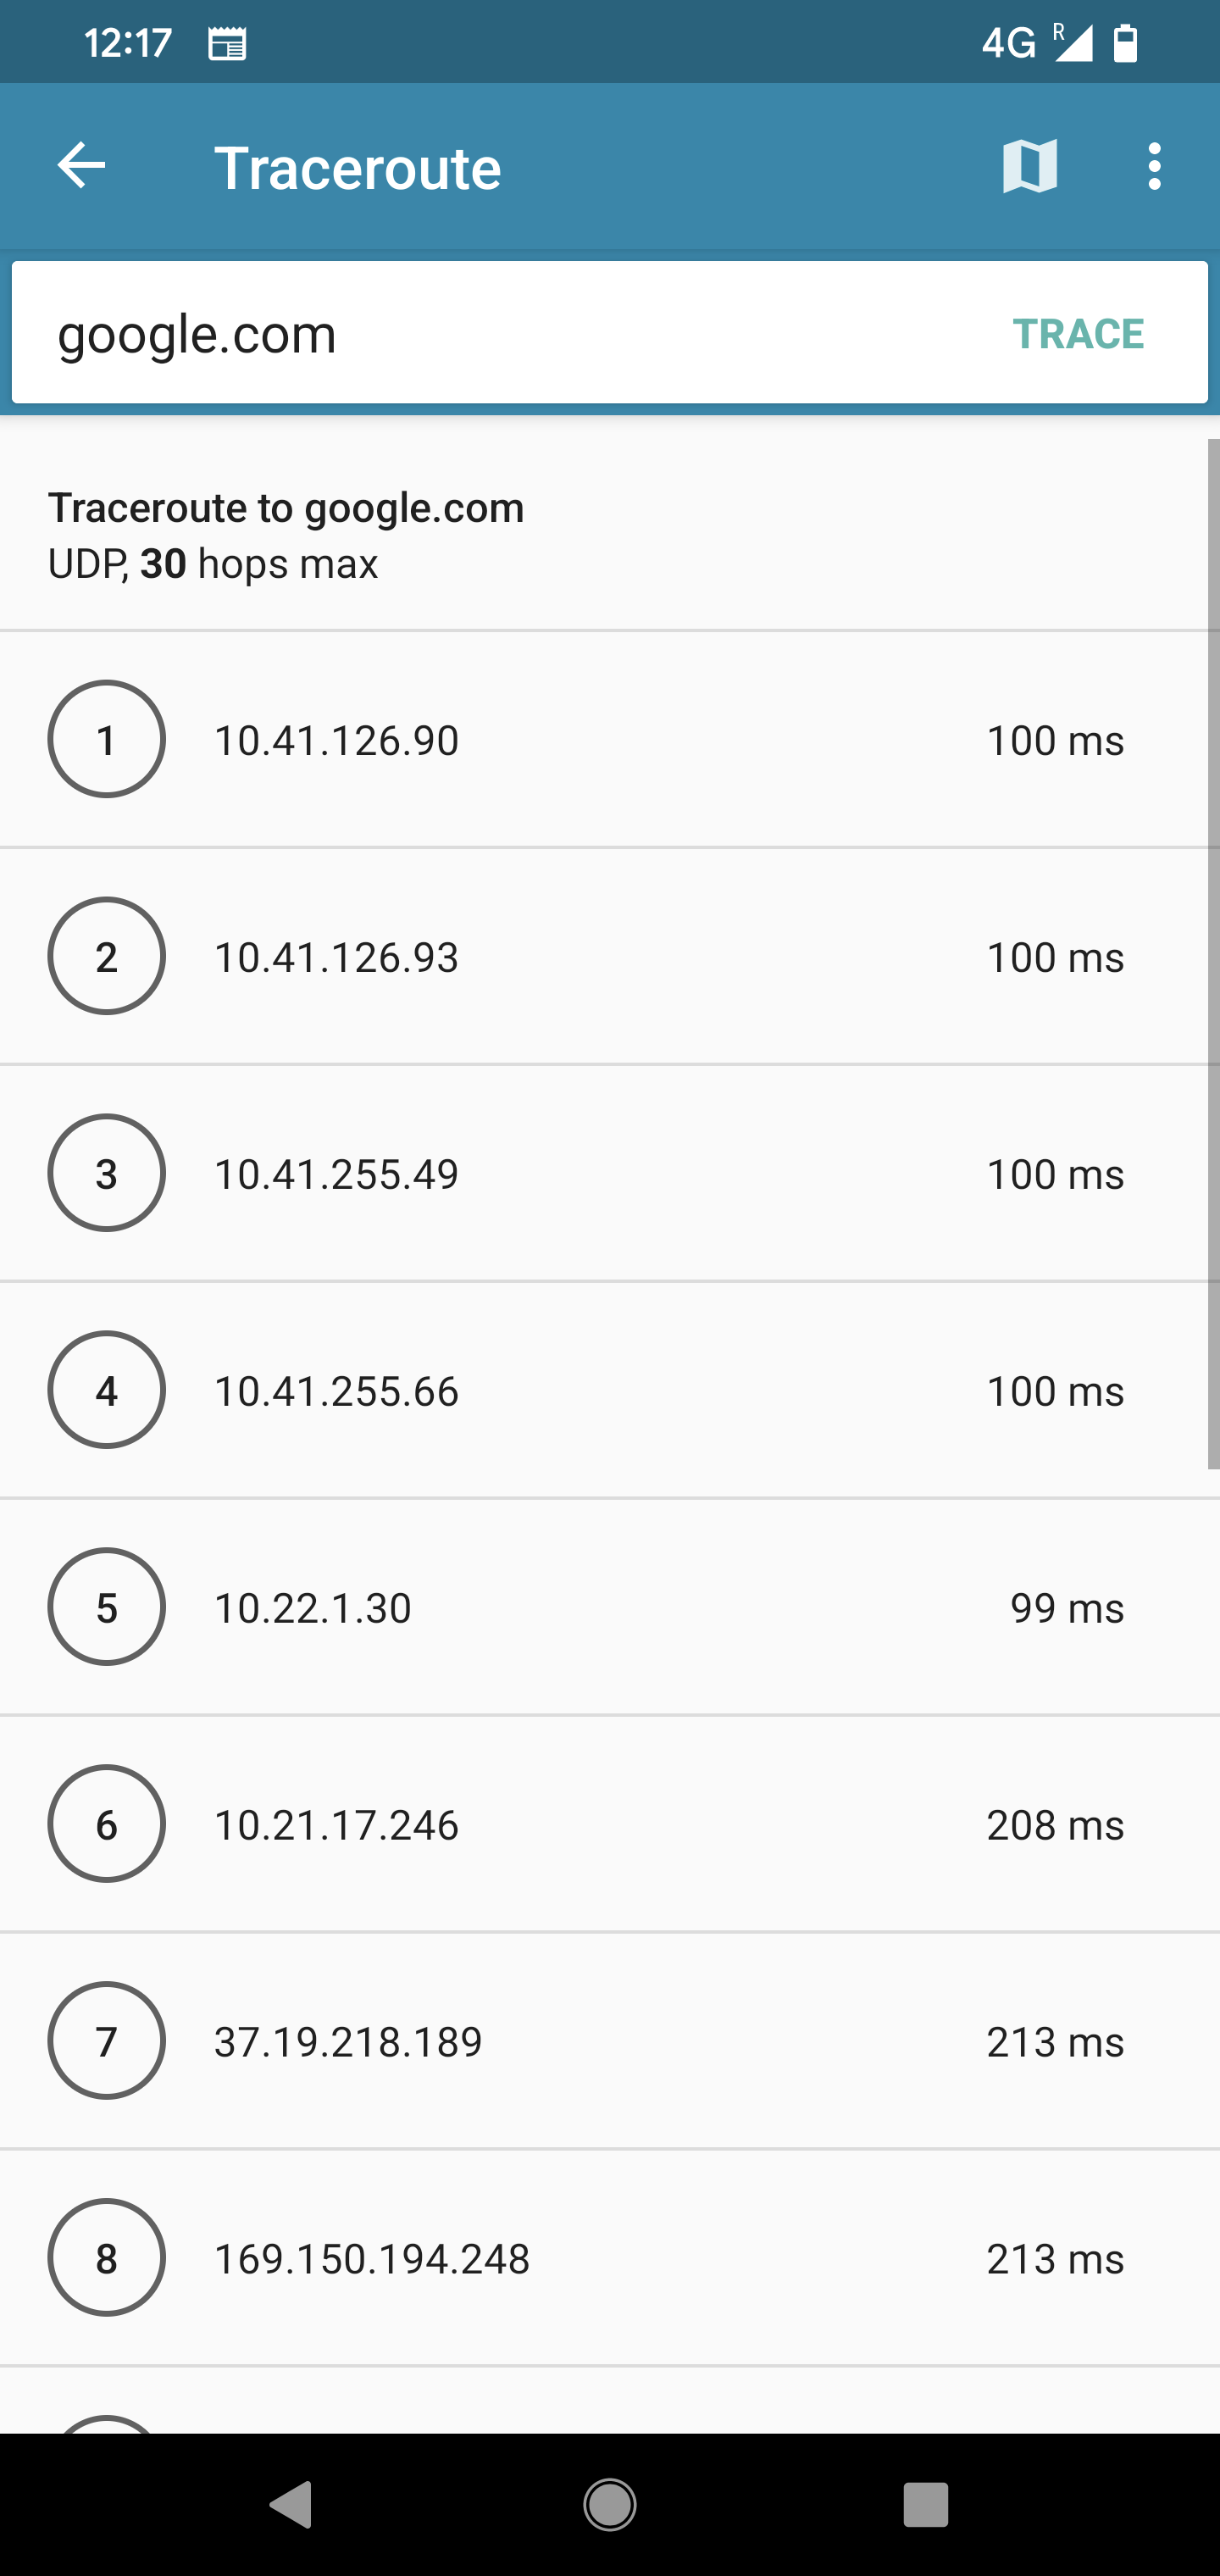 12:17 4G R
Traceroute
google.com TRACE
Traceroute to google.com
UDP, 30 hops max
1 10.41.126.90 100 ms
2 10.41.126.93 100 ms
3 10.41.255.49 100 ms
4 10.41.255.66 100 ms
5 10.22.1.30 99 ms
6 10.21.17.246 208 ms
7 37.19.218.189 213 ms
8 169.150.194.248 213 ms